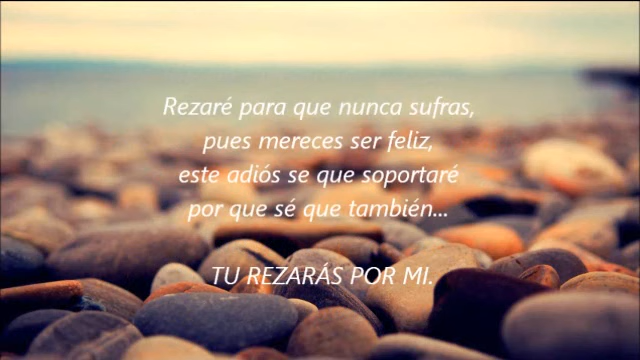 Rezaré para que nunca sufras,
pues mereces ser feliz,
este adiós se que soportaré
por que sé que también...
TU REZARÁS POR MI.